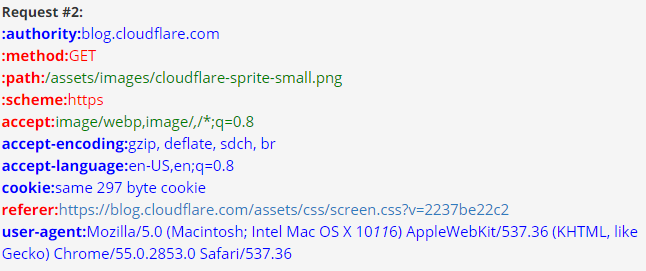 Request #2:
:authority:blog.cloudflare.com
:method:GET
:path:/assets/images/cloudflare-sprite-small.png
:scheme:https
accept:image/webp,image/,/*;q=0.8
accept-encoding:gzip, deflate, sdch, br
accept-language:en-US,en;q=0.8
cookie:same 297 byte cookie
referer:https://blog.cloudflare.com/assets/css/screen.css?v=2237be22c2
user-agent:Mozilla/5.0 (Macintosh; Intel Mac OS X 10116) AppleWebKit/537.36 (KHTML, like
Gecko) Chrome/55.0.2853.0 Safari/537.36